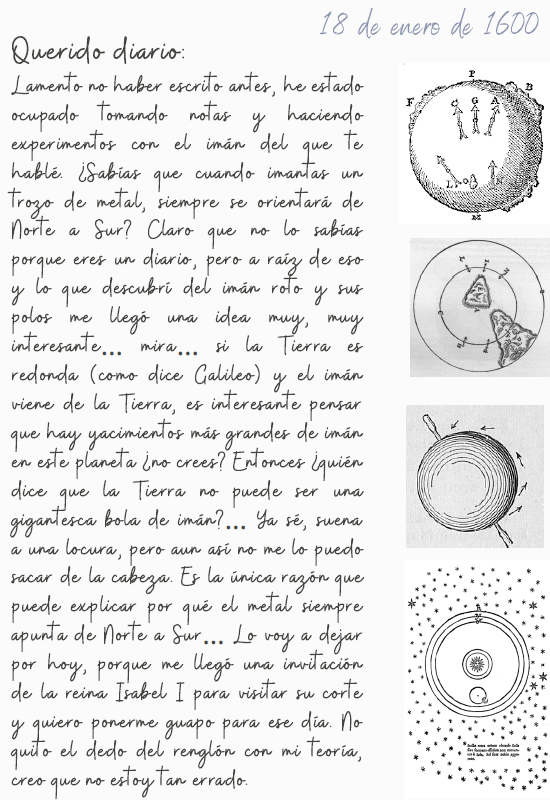 18 de enero de 1600
Querido diario:
Lamento no haber escrito antes, he estado
ocupado tomando notas y haciendo
experimentos con el imán del que te
hablé. ¿Sabías que cuando imantas un
trozo de metal, siempre se orientará de
Norte a Sur? Claro que no lo sabías
porque eres un diario, pero a raíz de eso
y lo que descubrí del imán roto y sus
polos me llegó una idea muy, muy
interesante... mira... si la Tierra es
redonda (como dice Galileo) y el imán
viene de la Tierra, es interesante pensar
que hay yacimientos más grandes de imán
en este planeta ¿no crees? Entonces ¿quién
dice que la Tierra no puede ser una
gigantesca bola de imán?... Ya sé, suena
a una locura, pero aun así no me lo puedo
sacar de la cabeza. Es la única razón que
puede explicar por qué el metal siempre
apunta de Norte a Sur... Lo voy a dejar
por hoy, porque me llegó una invitación
de la reina Isabel I para visitar su corte
y quiero ponerme guapo para ese día. No
quito el dedo del renglón con mi teoría,
creo que no estoy tan errado.
P
B
F
C G A
L
M